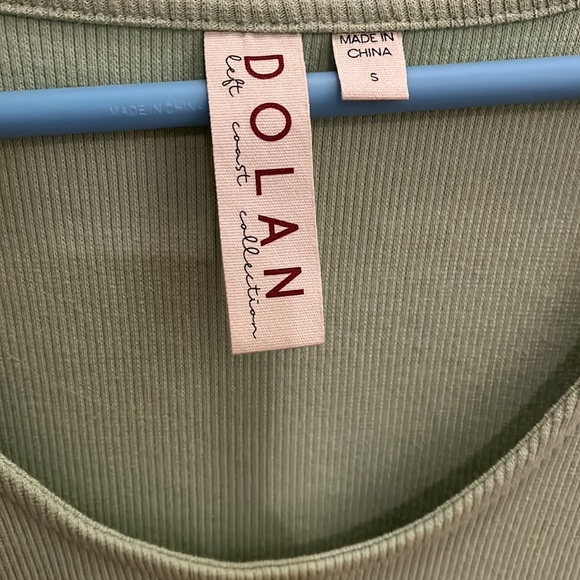 DOLAN
left coast collection
MADE IN
CHINA
S
MADE IN CHINA